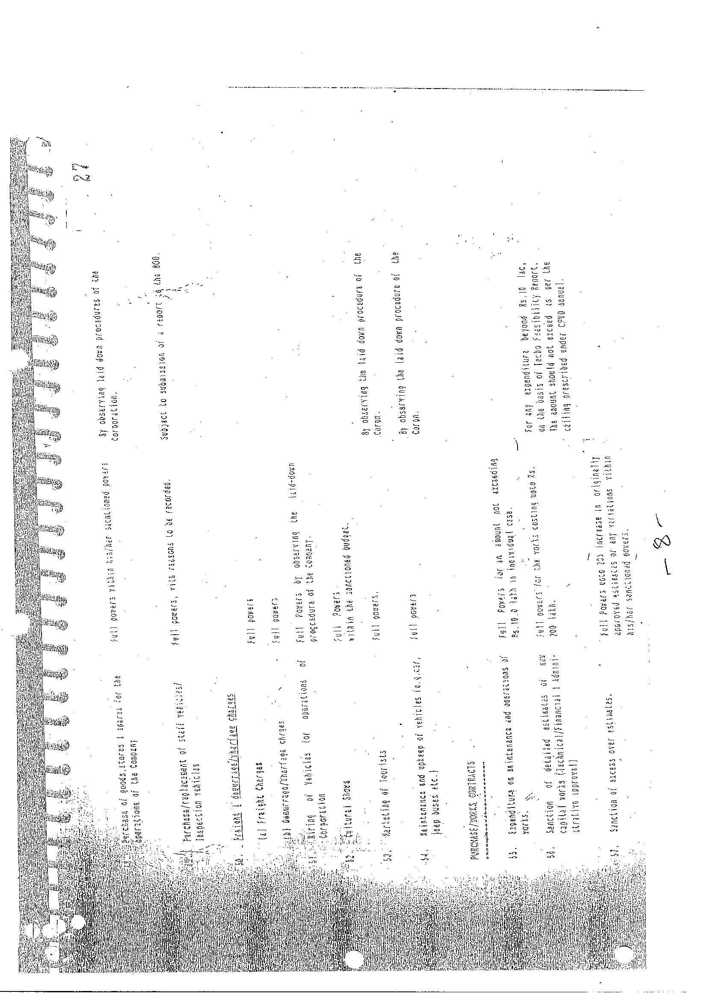 Purchase of goods, stores & spares for the
operations of the Company
Full powers within his/her sacntioned powers
By observing laid down procedures of the
Corporation.
Purchase/replacement of staff vehicles/
Inspection vehicles
Full powers, with reasons to be recorded.
Subject to submission of a report to the BOD.
50. Freight & demurrage/wharfage charges
(a) Freight Charges
Full powers
(b) Demurrage/wharfage chrges
Full powers
51. Hiring of vehicles for operations of
Corporation
Full Powers by observing the laid-down
procedure of the Company.
52. Cultural Shows
Full Powers
within the sanctioned budget.
53. Marketing of Tourists
Full powers.
By observing the laid down procedure of the
Corpn.
54. Maintenance and upkeep of vehicles (e.g.car,
jeep buses etc.)
Full powers
By observing the laid down procedure of the
Corpn.
PURCHASE/WORKS CONTRACTS
55. Expenditure on maintenance and operations of
works.
Full Powers for an amount not exceeding
Rs.10.0 lakh in individual case.
56. Sanction of detailed estimates of new
capital works (Technical/Financial &
strative approval)
Full powers for the works costing upto Rs.
200 lakh.
For any expenditure beyond Rs.10 lac.
on the basis of Techo Feasibility Report.
The amount should not exceed as per the
ceiling prescribed under CPWD manual.
57. Sanction of excess over estimates.
Full Powers upto increase in originally
approved estimates or any variations within
his/her sanctioned powers.
- 8 -